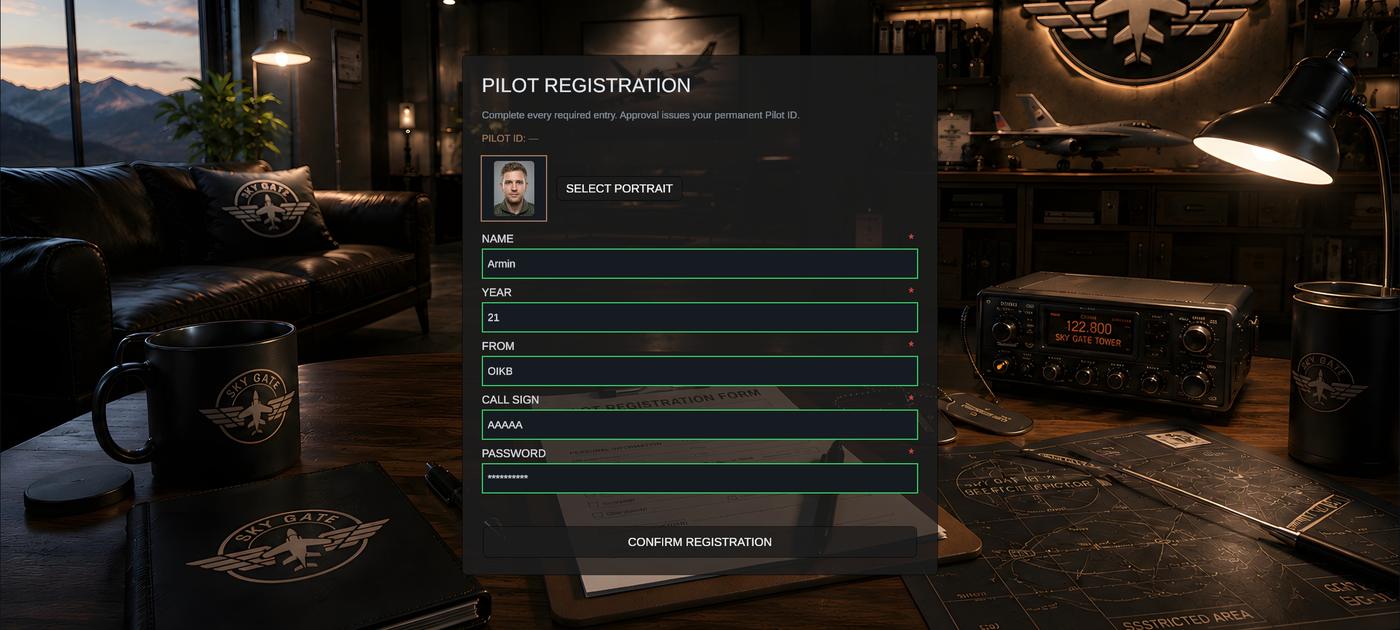 PILOT REGISTRATION
Complete every required entry. Approval issues your permanent Pilot ID.
PILOT ID: —
SELECT PORTRAIT
NAME *
Armin
YEAR *
21
FROM *
OIKB
CALL SIGN *
AAAAA
PASSWORD *
**********
CONFIRM REGISTRATION
SKY GATE
SKY GATE
SKY GATE
122.800
SKY GATE TOWER
SKY GATE
REGISTRATION FORM
PERSONAL INFORMATION
SSSTRICTED AREA